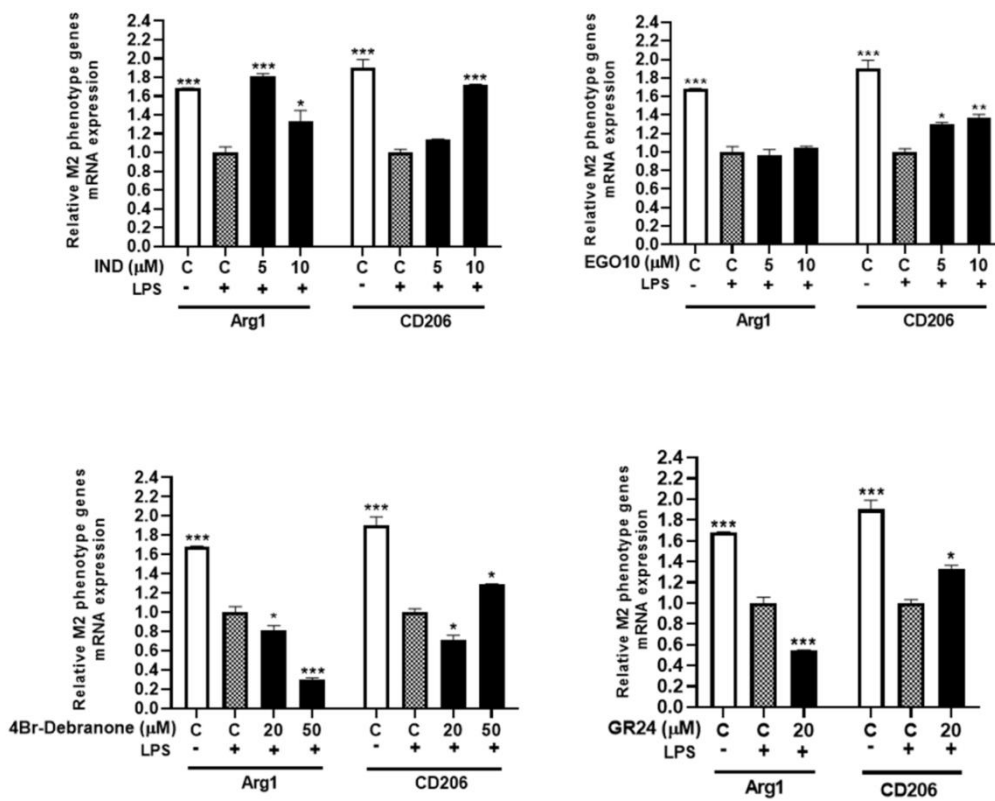 Relative M2 phenotype genes
mRNA expression
2.4
2.2
2.0
1.8
1.6
1.4
1.2
1.0
0.8
0.6
0.4
0.2
0.0
*** *** * *** ***
IND (μM) C C 5 10 C C 5 10
LPS - + + + - + + +
Arg1 CD206
Relative M2 phenotype genes
mRNA expression
2.4
2.2
2.0
1.8
1.6
1.4
1.2
1.0
0.8
0.6
0.4
0.2
0.0
*** *** * **
EGO10 (μM) C C 5 10 C C 5 10
LPS - + + + - + + +
Arg1 CD206
Relative M2 phenotype genes
mRNA expression
2.4
2.2
2.0
1.8
1.6
1.4
1.2
1.0
0.8
0.6
0.4
0.2
0.0
*** * *** *** * *
4Br-Debranone (μM) C C 20 50 C C 20 50
LPS - + + + - + + +
Arg1 CD206
Relative M2 phenotype genes
mRNA expression
2.4
2.2
2.0
1.8
1.6
1.4
1.2
1.0
0.8
0.6
0.4
0.2
0.0
*** *** *** *
GR24 (μM) C C 20 C C 20
LPS - + + - + +
Arg1 CD206